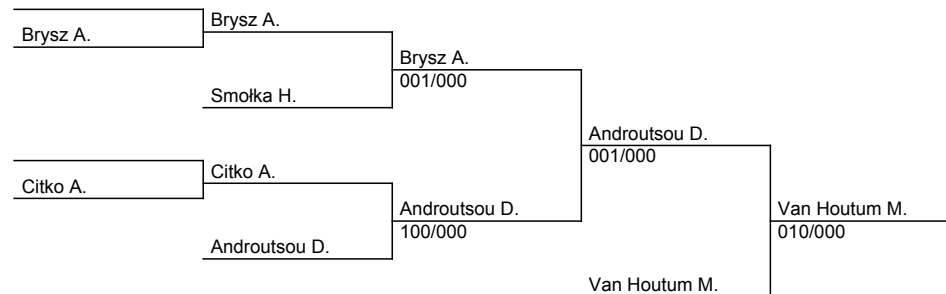 Brysz A.
Brysz A.
Brysz A.
001/000
Smołka H.
Androutsou D.
001/000
Citko A.
Citko A.
Androutsou D.
100/000
Van Houtum M.
010/000
Androutsou D.
Van Houtum M.